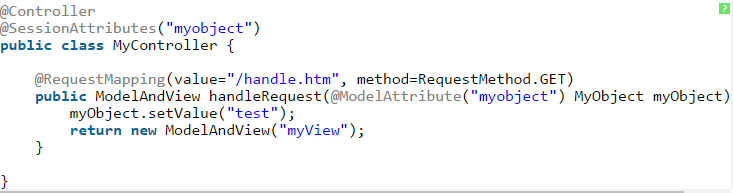 @Controller
@SessionAttributes("myobject")
public class MyController {
@RequestMapping(value="/handle.htm", method=RequestMethod.GET)
public ModelAndView handleRequest(@ModelAttribute("myobject") MyObject myObject)
myObject.setValue("test");
return new ModelAndView("myView");
}
}